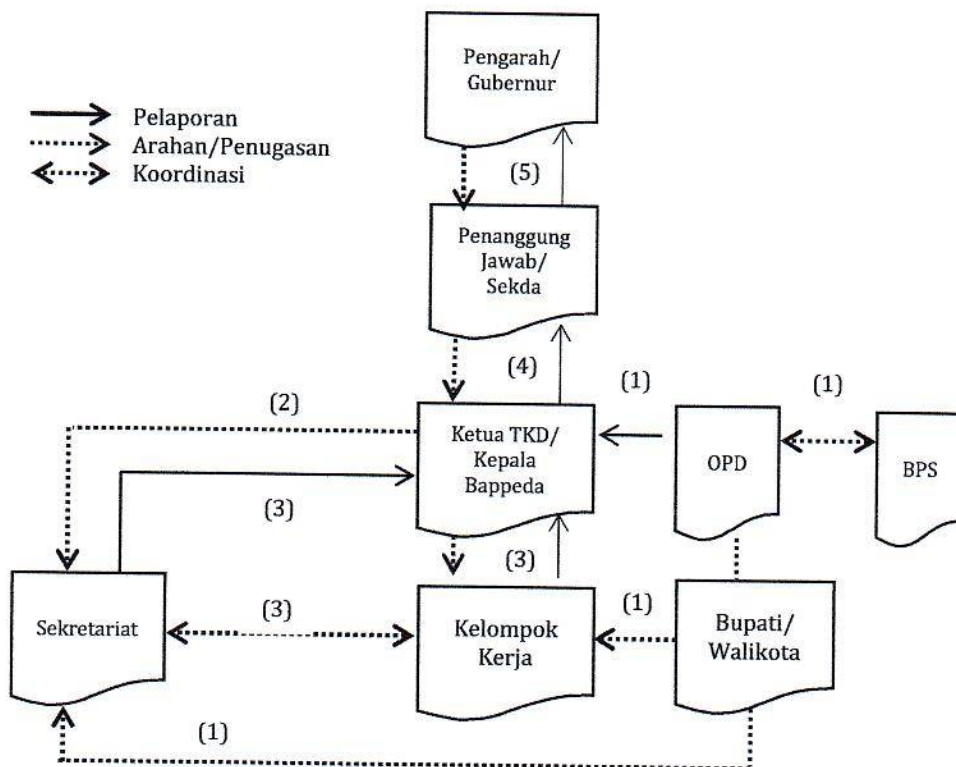 Pengarah/
Gubernur
Pelaporan
Arahan/Penugasan
Koordinasi
(5)
Penanggung
Jawab/
Sekda
(4)
(1)
(1)
(2)
Ketua TKD/
Kepala
Bappeda
OPD
BPS
(3)
(3)
Sekretariat
(3)
Kelompok
Kerja
(1)
Bupati/
Walikota
(1)